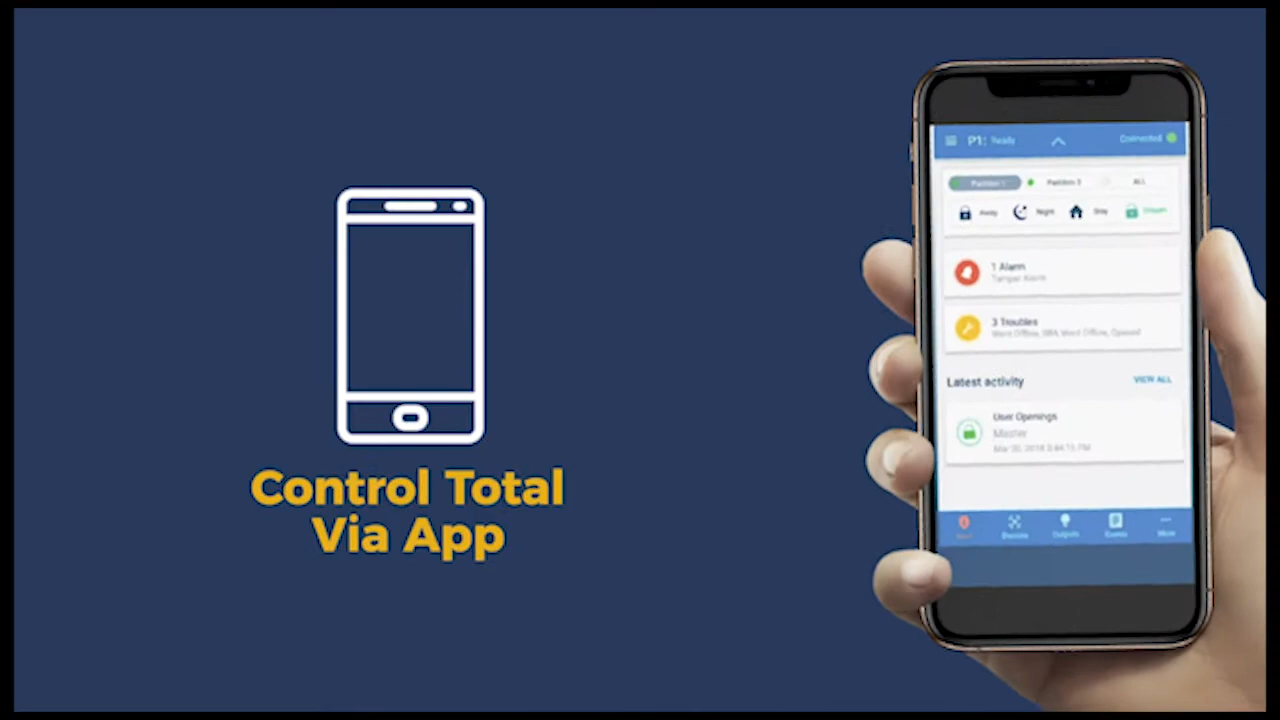 Control Total
Via App
P1: Ready
Connected
Partition 1
Partition 2
ALL
Away
Night
Stay
1 Alarm
Tamper Alarm
3 Troubles
Latest activity
VIEW ALL
User Openings
Master
Devices
Outputs
Events
More